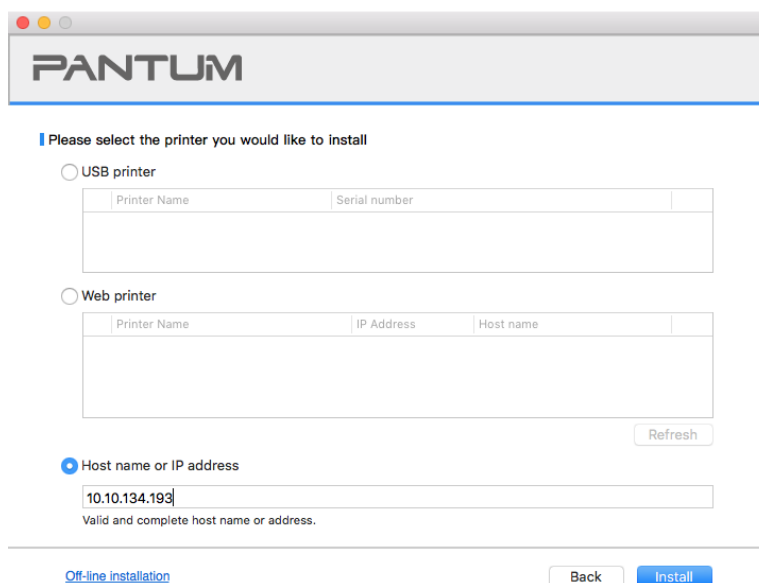 PANTUM
Please select the printer you would like to install
USB printer
Printer Name Serial number
Web printer
Printer Name IP Address Host name
Refresh
Host name or IP address
10.10.134.193
Valid and complete host name or address.
Off-line installation Back Install